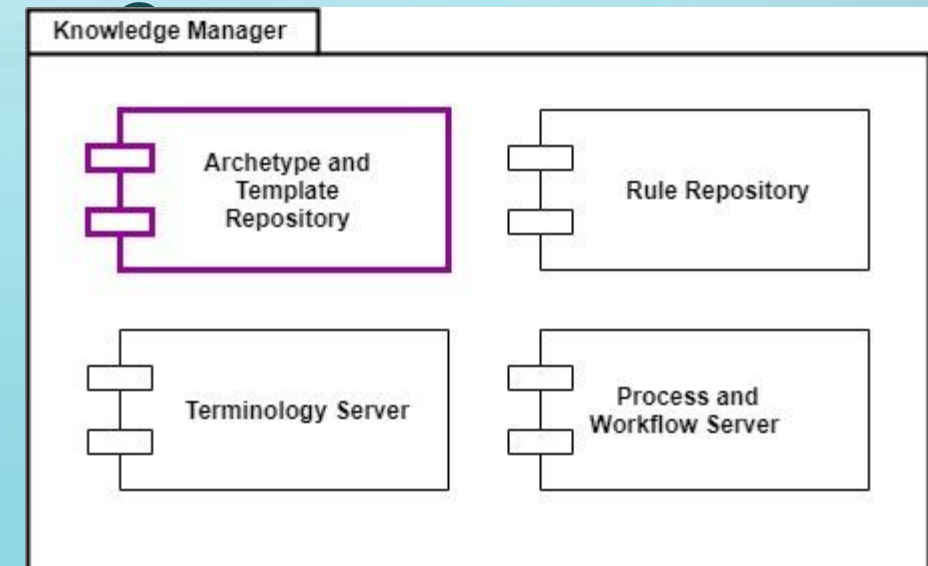 Knowledge Manager
Archetype and
Template
Repository
Rule Repository
Terminology Server
Process and
Workflow Server